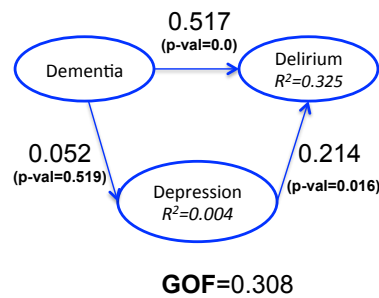 0.517
(p-val=0.0)
Dementia
Delirium
R²=0.325
0.052
(p-val=0.519)
0.214
(p-val=0.016)
Depression
R²=0.004
GOF=0.308